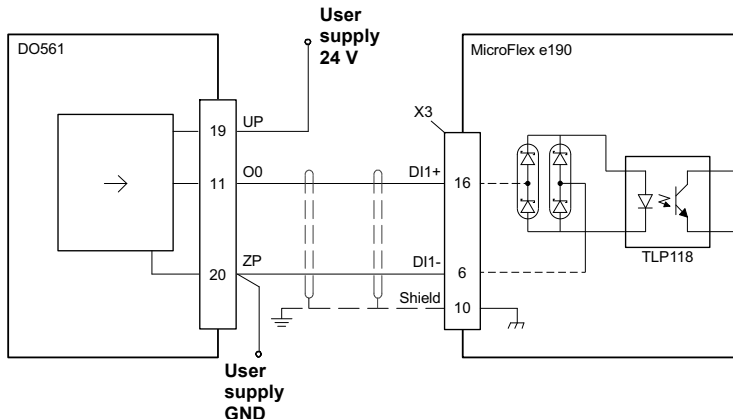 User
supply
24 V
DO561
MicroFlex e190
X3
19 UP
11 O0
DI1+ 16
TLP118
20 ZP
DI1- 6
Shield 10
User
supply
GND